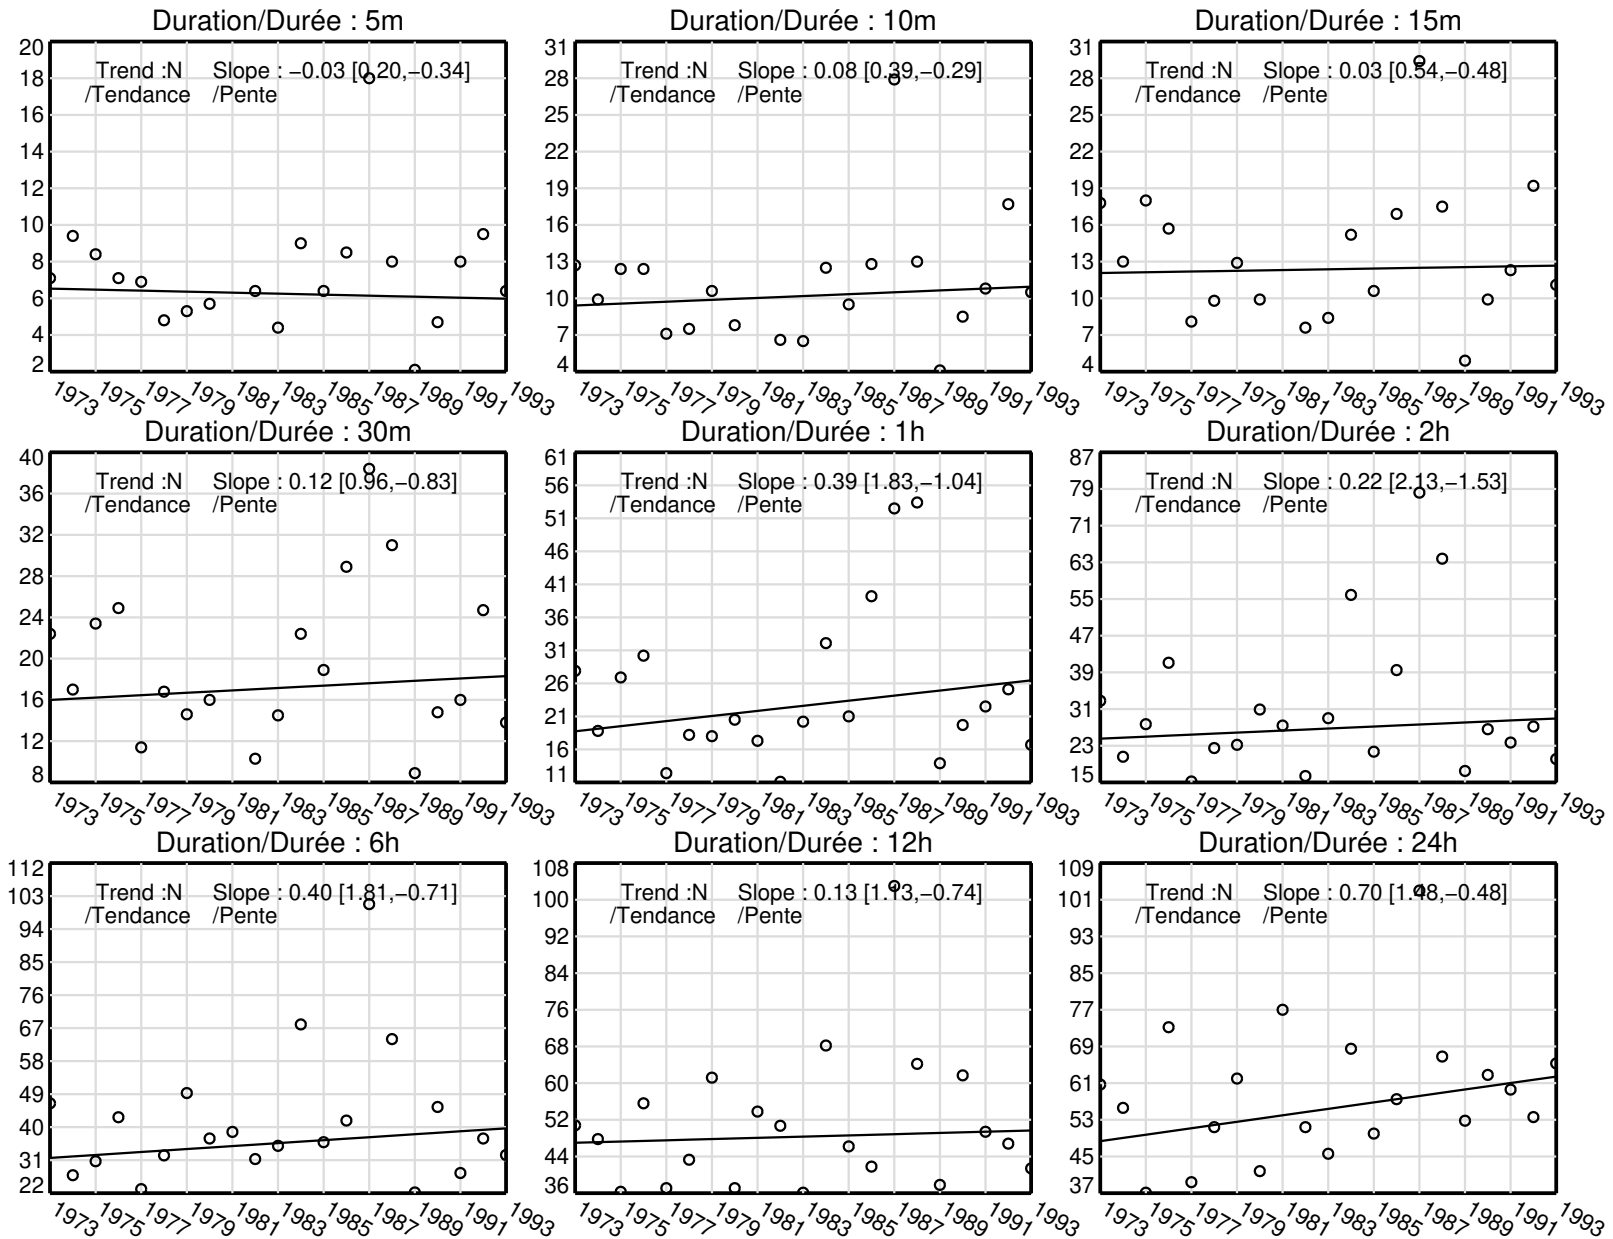 Duration/Durée : 5m
20
18
16
14
12
10
8
6
4
2
Trend :N Slope : −0.03 [0.20,−0.34]
/Tendance /Pente
1973 1975 1977 1979 1981 1983 1985 1987 1989 1991 1993
Duration/Durée : 10m
31
28
25
22
19
16
13
10
7
4
Trend :N Slope : 0.08 [0.39,−0.29]
/Tendance /Pente
1973 1975 1977 1979 1981 1983 1985 1987 1989 1991 1993
Duration/Durée : 15m
31
28
25
22
19
16
13
10
7
4
Trend :N Slope : 0.03 [0.54,−0.48]
/Tendance /Pente
1973 1975 1977 1979 1981 1983 1985 1987 1989 1991 1993
Duration/Durée : 30m
40
36
32
28
24
20
16
12
8
Trend :N Slope : 0.12 [0.96,−0.83]
/Tendance /Pente
1973 1975 1977 1979 1981 1983 1985 1987 1989 1991 1993
Duration/Durée : 1h
61
56
51
46
41
36
31
26
21
16
11
Trend :N Slope : 0.39 [1.83,−1.04]
/Tendance /Pente
1973 1975 1977 1979 1981 1983 1985 1987 1989 1991 1993
Duration/Durée : 2h
87
79
71
63
55
47
39
31
23
15
Trend :N Slope : 0.22 [2.13,−1.53]
/Tendance /Pente
1973 1975 1977 1979 1981 1983 1985 1987 1989 1991 1993
Duration/Durée : 6h
112
103
94
85
76
67
58
49
40
31
22
Trend :N Slope : 0.40 [1.81,−0.71]
/Tendance /Pente
1973 1975 1977 1979 1981 1983 1985 1987 1989 1991 1993
Duration/Durée : 12h
108
100
92
84
76
68
60
52
44
36
Trend :N Slope : 0.13 [1.13,−0.74]
/Tendance /Pente
1973 1975 1977 1979 1981 1983 1985 1987 1989 1991 1993
Duration/Durée : 24h
109
101
93
85
77
69
61
53
45
37
Trend :N Slope : 0.70 [1.48,−0.48]
/Tendance /Pente
1973 1975 1977 1979 1981 1983 1985 1987 1989 1991 1993